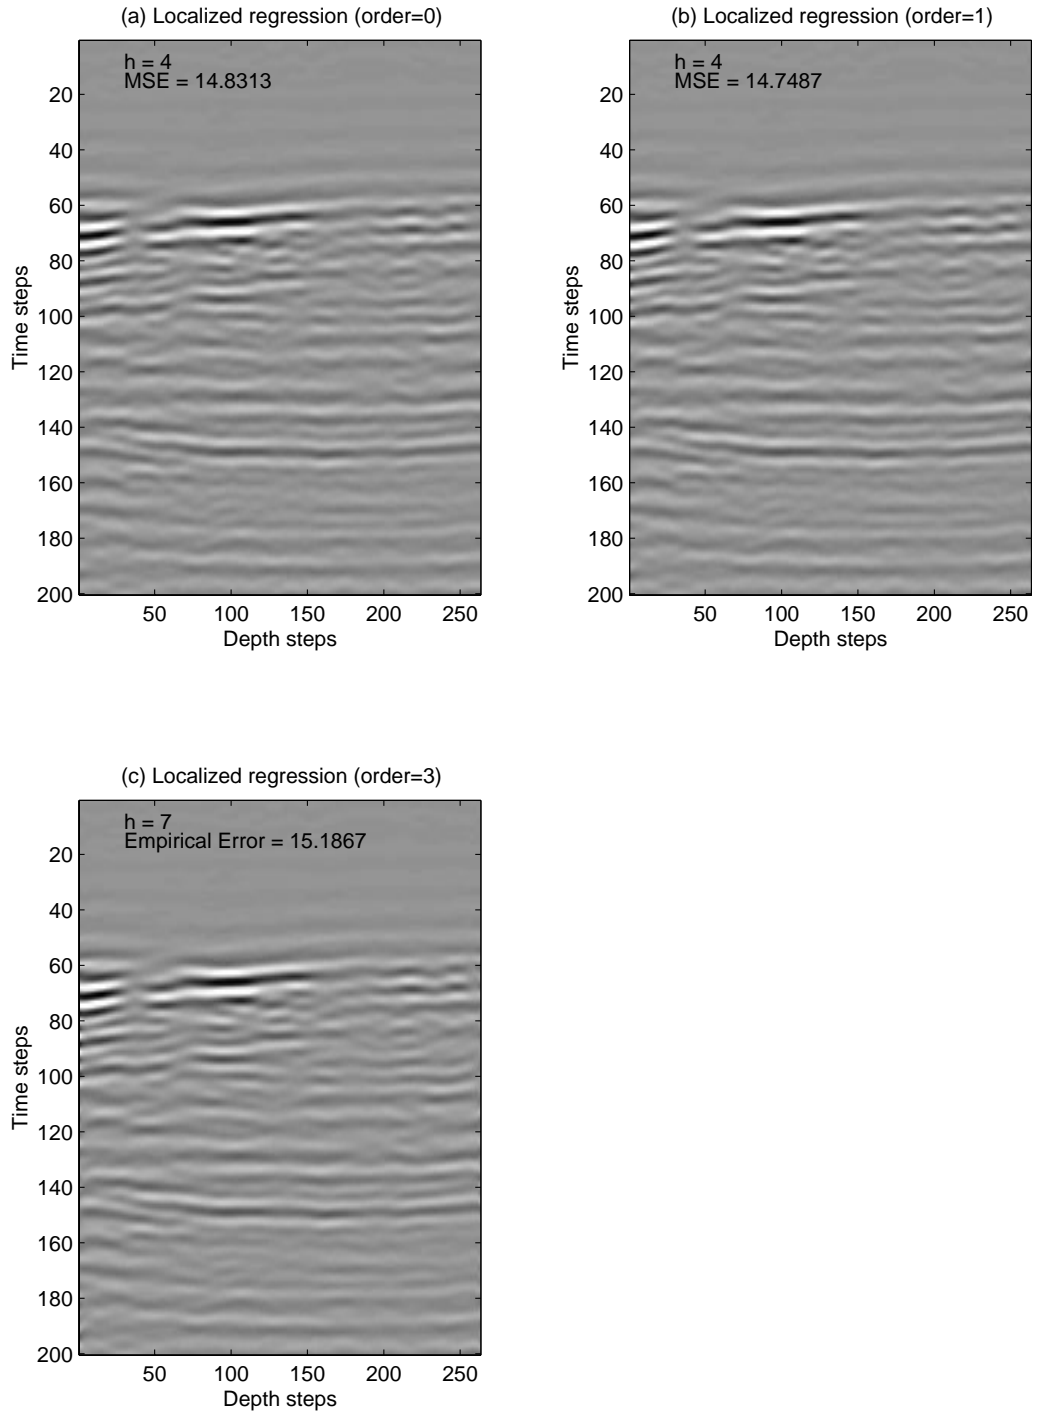 (a) Localized regression (order=0)
h = 4
MSE = 14.8313
20
40
60
80
100
120
140
160
180
200
Time steps
50 100 150 200 250
Depth steps
(b) Localized regression (order=1)
h = 4
MSE = 14.7487
20
40
60
80
100
120
140
160
180
200
Time steps
50 100 150 200 250
Depth steps
(c) Localized regression (order=3)
h = 7
Empirical Error = 15.1867
20
40
60
80
100
120
140
160
180
200
Time steps
50 100 150 200 250
Depth steps